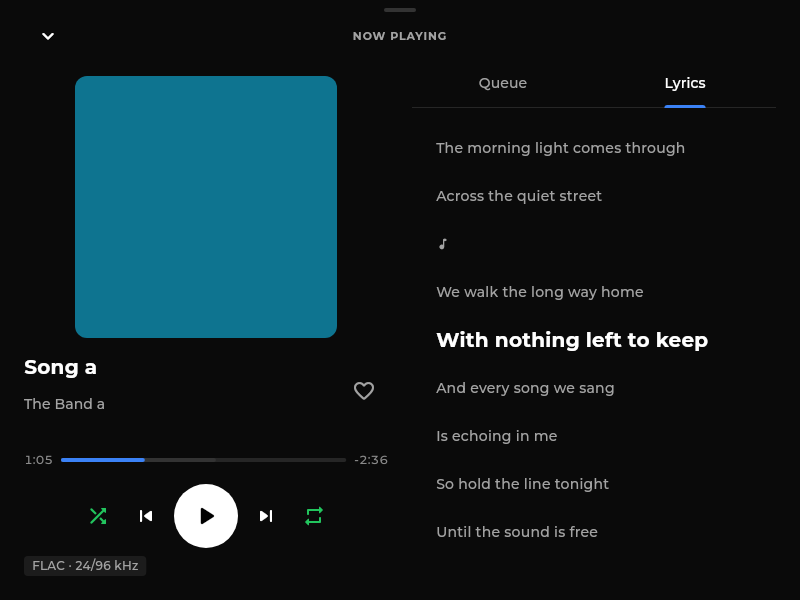 NOW PLAYING
Song a
The Band a
1:05
-2:36
FLAC · 24/96 kHz
Queue
Lyrics
The morning light comes through
Across the quiet street
♪
We walk the long way home
With nothing left to keep
And every song we sang
Is echoing in me
So hold the line tonight
Until the sound is free